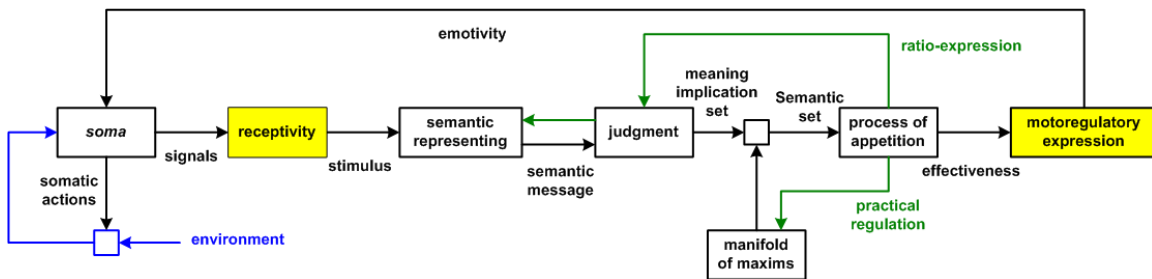 emotivity
ratio-expression
meaning
implication
set
Semantic
set
soma
receptivity
semantic
representing
judgment
process of
appetition
motoregulatory
expression
signals
stimulus
semantic
message
effectiveness
somatic
actions
practical
regulation
environment
manifold
of maxims